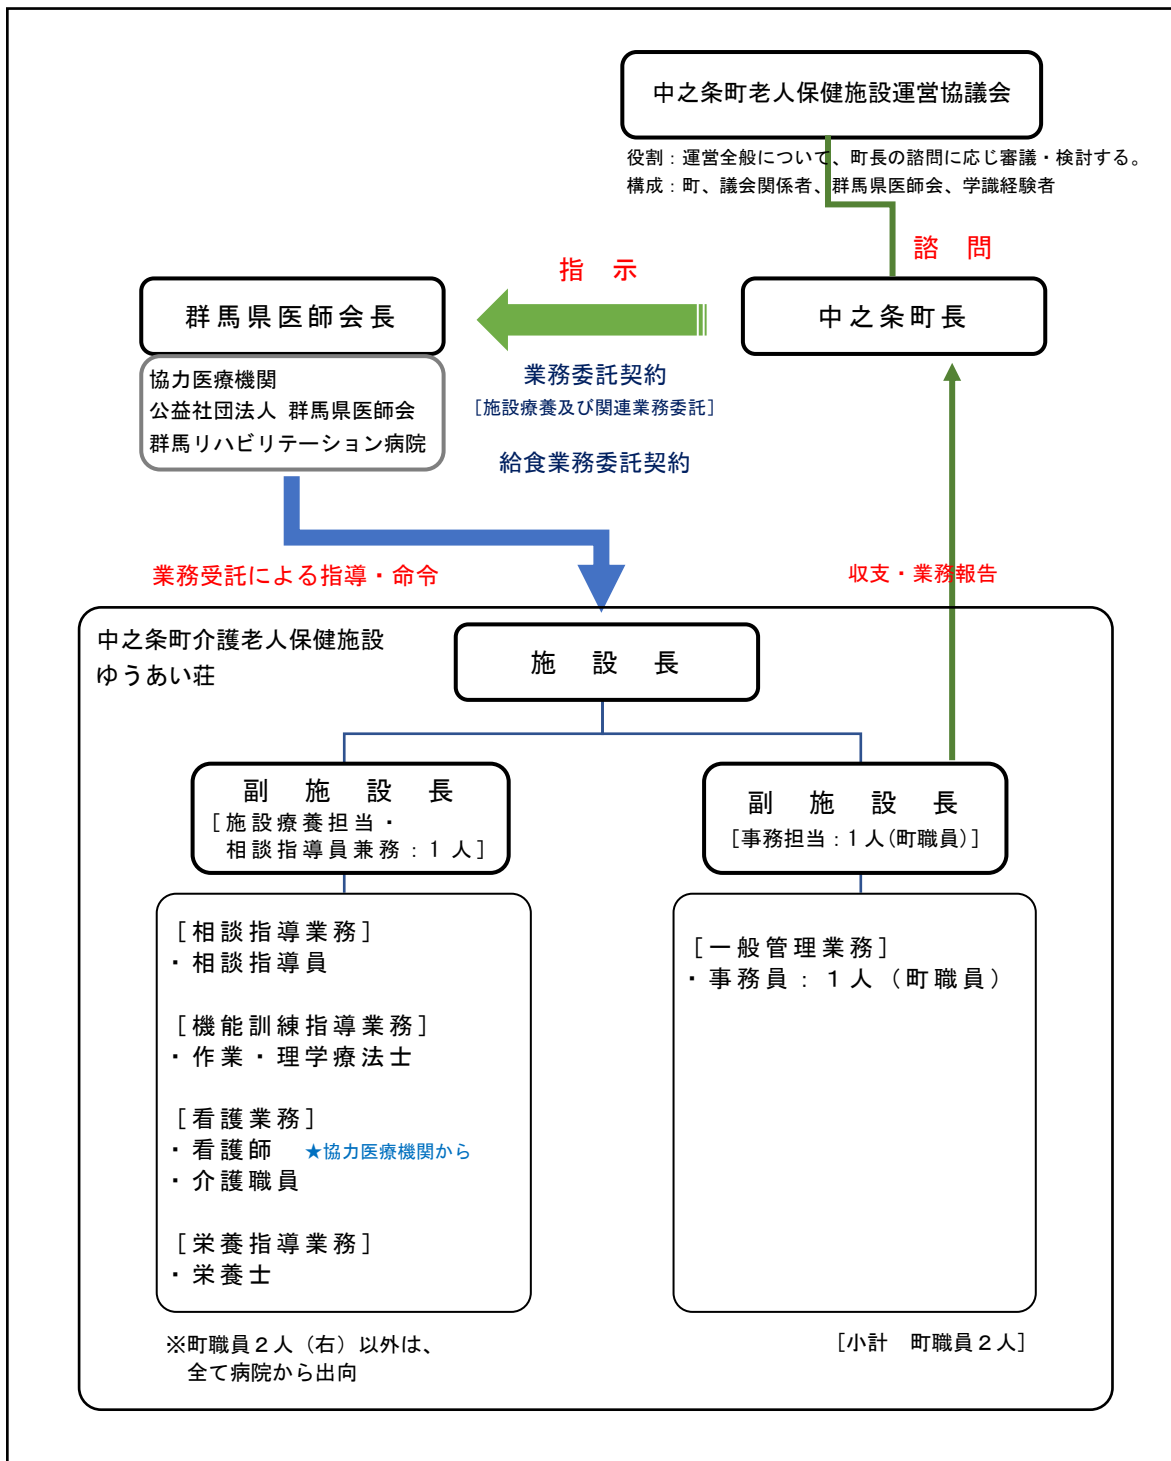 中之条町老人保健施設運営協議会
役割：運営全般について、町長の諮問に応じ審議・検討する。
構成：町、議会関係者、群馬県医師会、学識経験者
諮　問
指　示
群馬県医師会長
中之条町長
協力医療機関
公益社団法人 群馬県医師会
群馬リハビリテーション病院
業務委託契約
[施設療養及び関連業務委託]
給食業務委託契約
業務受託による指導・命令
収支・業務報告
中之条町介護老人保健施設
ゆうあい荘
施　設　長
副　施　設　長
[施設療養担当・
相談指導員兼務：1 人]
副　施　設　長
[事務担当：1 人(町職員)]
[相談指導業務]
・相談指導員
[機能訓練指導業務]
・作業・理学療法士
[看護業務]
・看護師　★協力医療機関から
・介護職員
[栄養指導業務]
・栄養士
[一般管理業務]
・事務員：１人（町職員）
※町職員２人（右）以外は、
全て病院から出向
[小計　町職員２人]